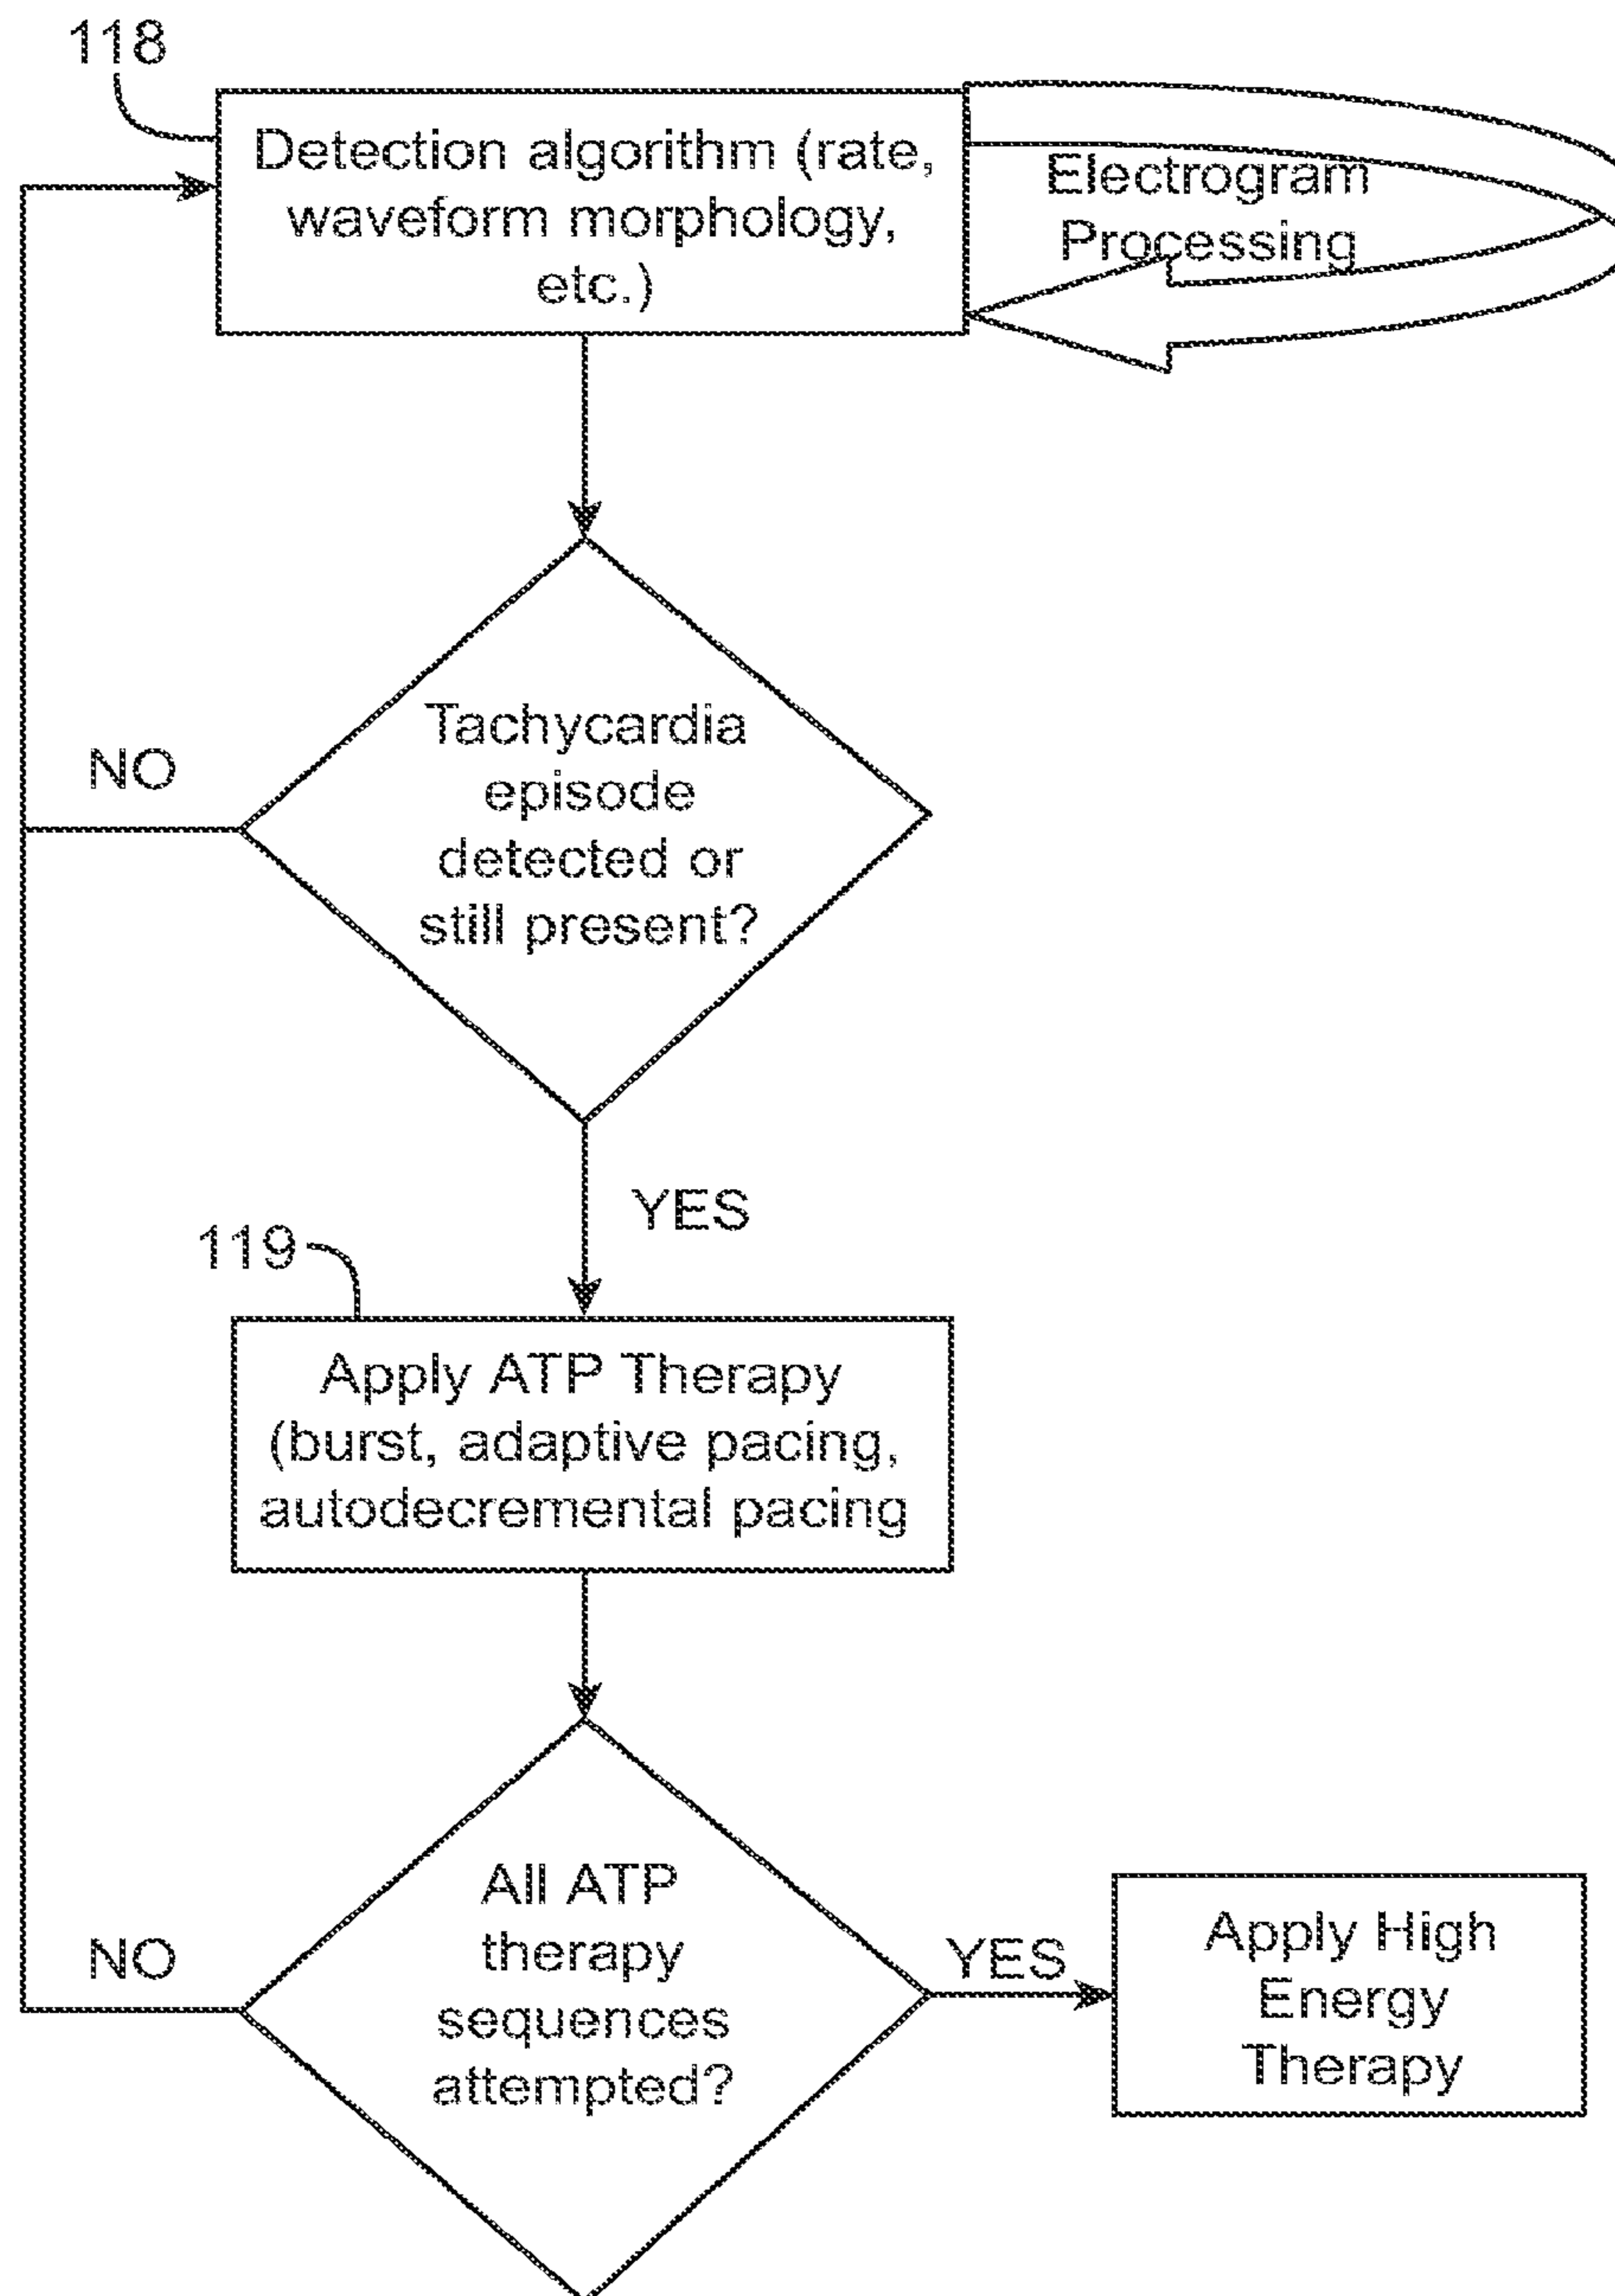 118
Detection algorithm (rate,
waveform morphology,
etc.)
Electrogram
Processing
Tachycardia
episode
detected or
still present?
NO
YES
119
Apply ATP Therapy
(burst, adaptive pacing,
autodecremental pacing
All ATP
therapy
sequences
attempted?
NO
YES
Apply High
Energy
Therapy